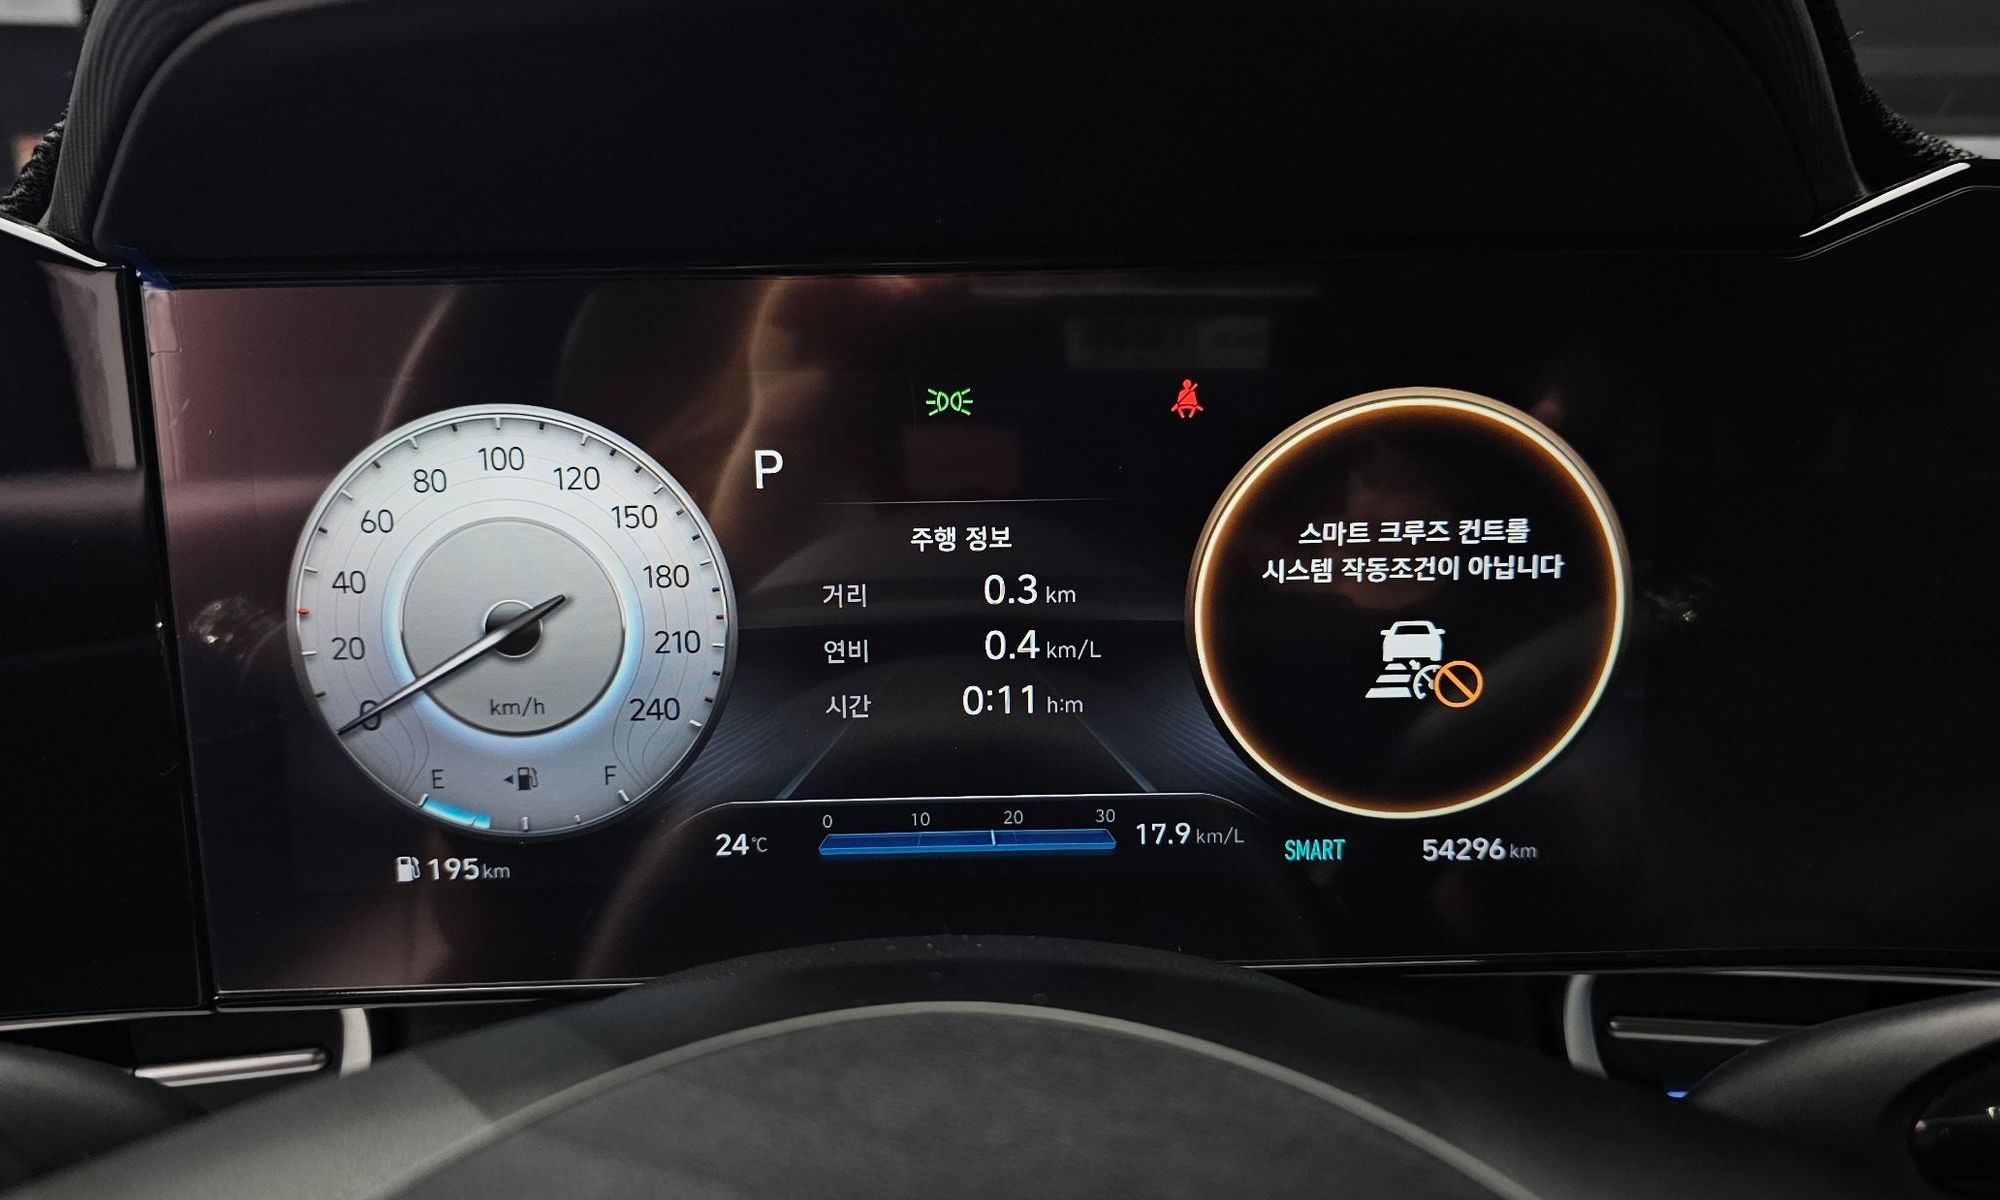 P
주행 정보
거리 0.3 km
연비 0.4 km/L
시간 0:11 h:m
0 20 40 60 80 100 120 150 180 210 240
km/h
E F
195 km
24°C
0 10 20 30
17.9 km/L
스마트 크루즈 컨트롤
시스템 작동조건이 아닙니다
SMART
54296 km